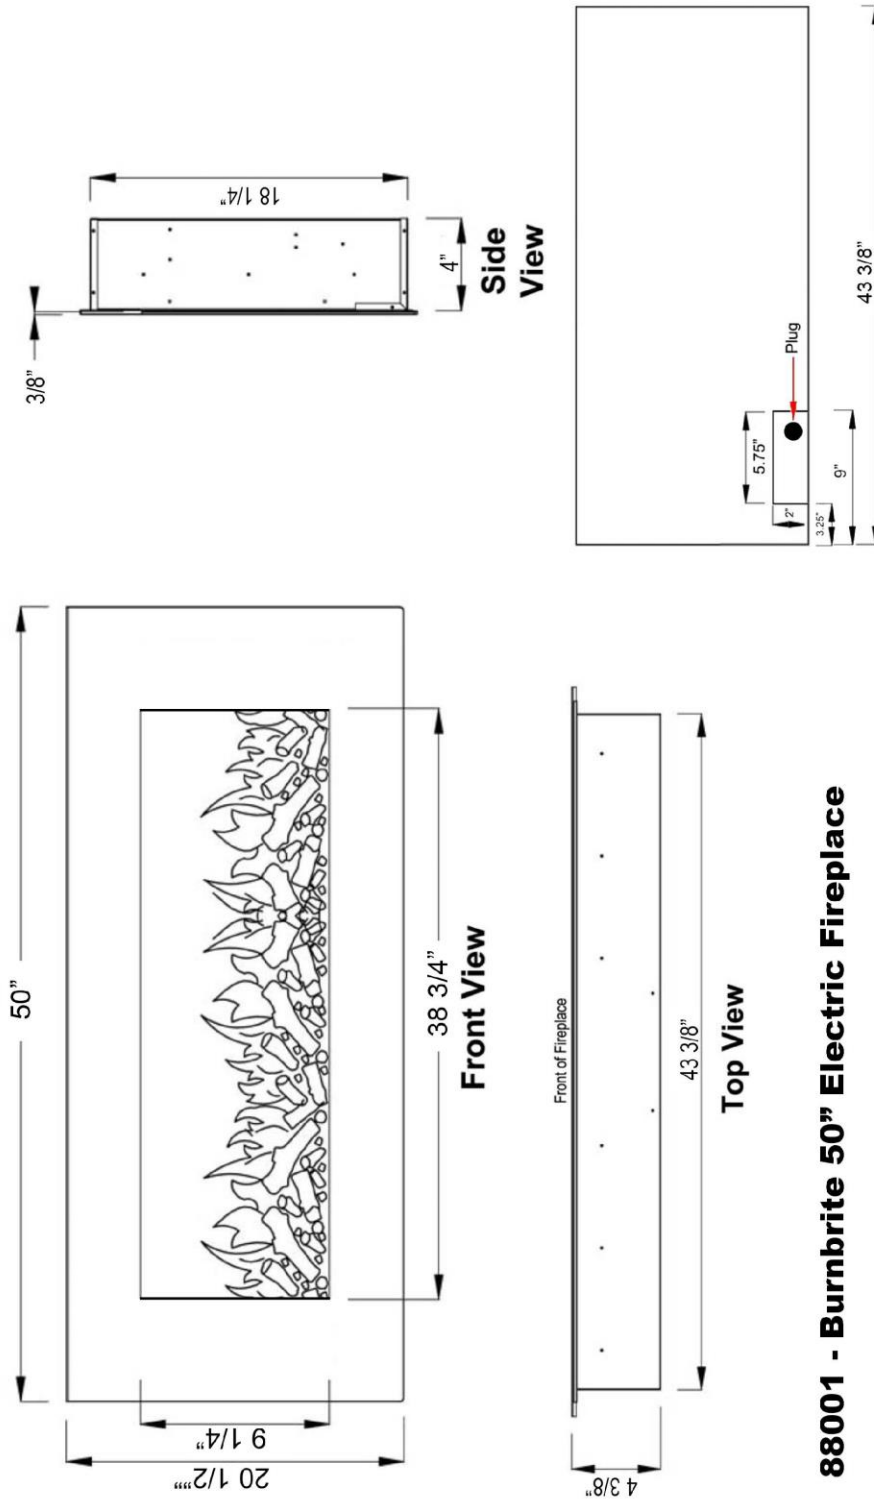 50”
9 1/4”
20 1/2””
38 3/4”
Front View
3/8”
18 1/4”
4”
Side
View
Front of Fireplace
43 3/8”
4 3/8”
Top View
Plug
5.75"
2"
3.25"
9"
43 3/8”
88001 - Burnbrite 50” Electric Fireplace